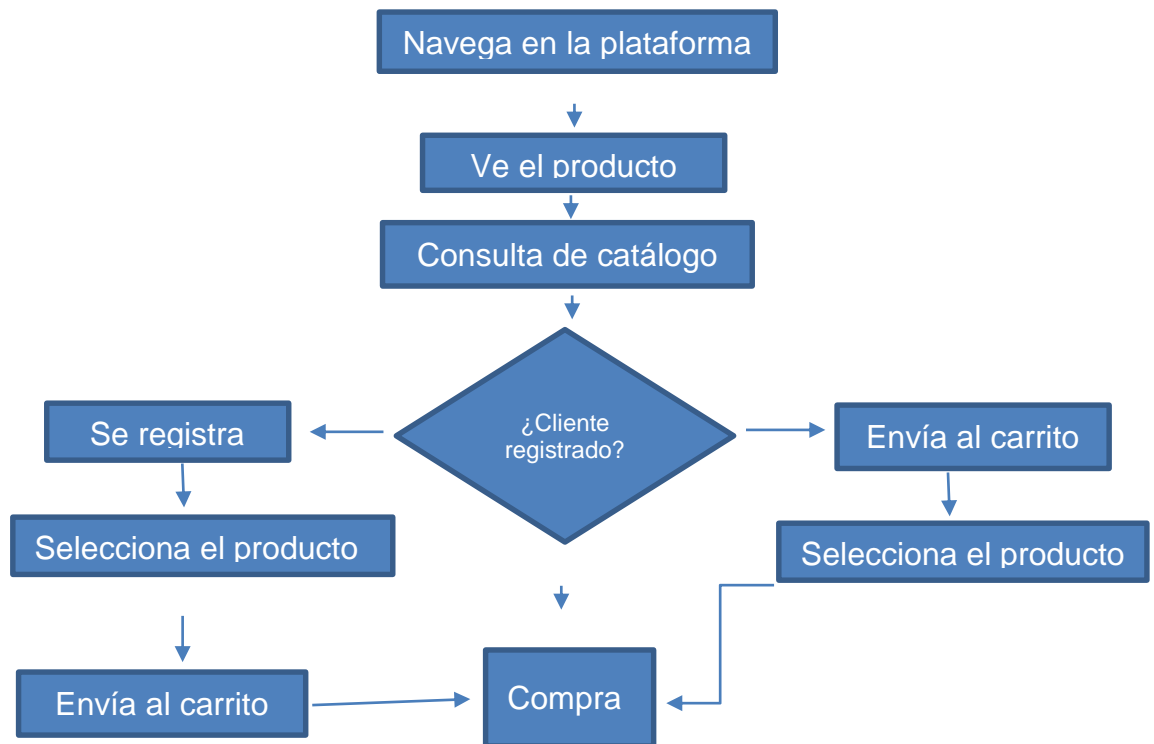 Navega en la plataforma
Ve el producto
Consulta de catálogo
¿Cliente
registrado?
Se registra
Envía al carrito
Selecciona el producto
Selecciona el producto
Envía al carrito
Compra